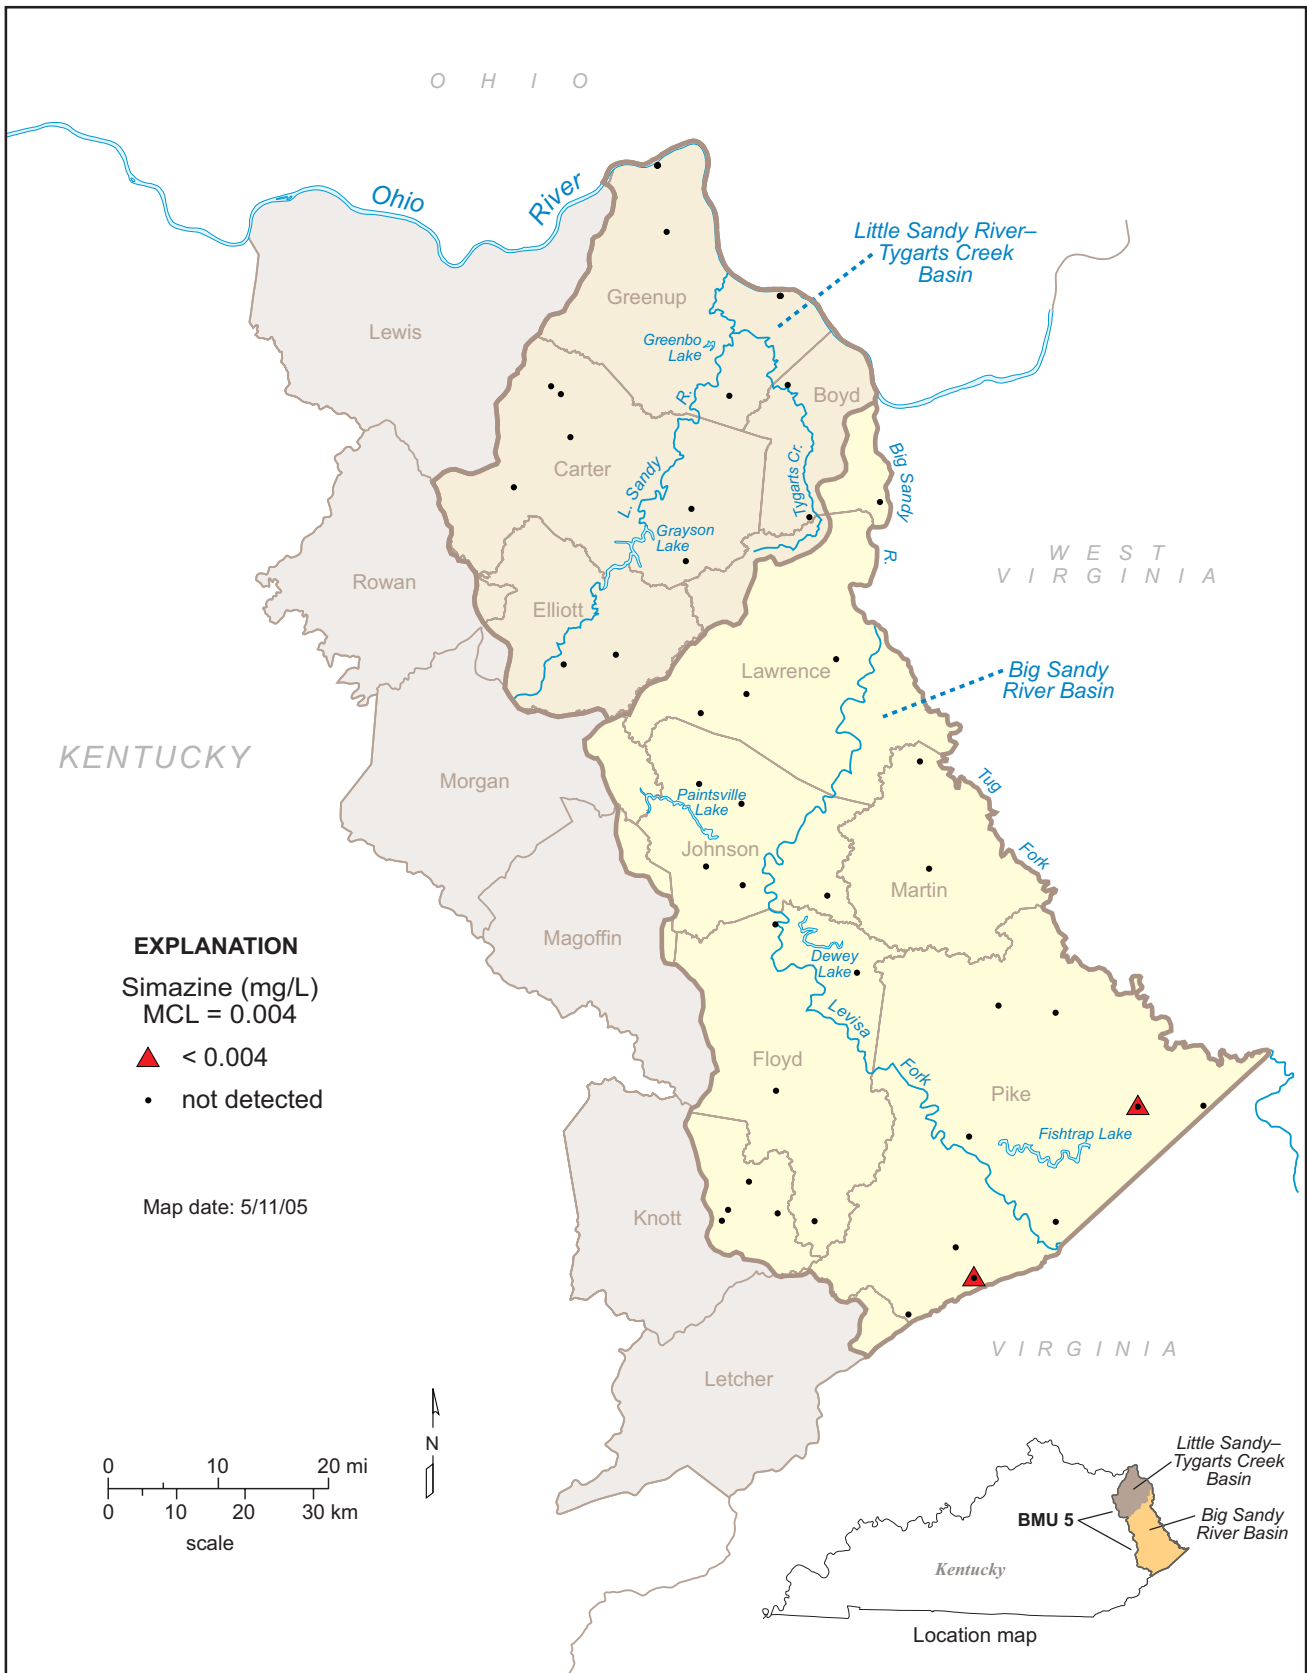 OHIO
Ohio
River
Little Sandy River–
Tygarts Creek
Basin
Greenup
Lewis
Greenbo
Lake
Boyd
R.
Big Sandy
Carter
L. Sandy
Tygarts Cr.
Grayson
Lake
R.
WEST
VIRGINIA
Rowan
Elliott
Lawrence
Big Sandy
River Basin
KENTUCKY
Morgan
Tug
Paintsville
Lake
Johnson
Fork
Martin
EXPLANATION
Simazine (mg/L)
MCL = 0.004
< 0.004
not detected
Magoffin
Dewey
Lake
Levisa
Floyd
Fork
Pike
Fishtrap Lake
Map date: 5/11/05
Knott
VIRGINIA
Letcher
N
0 10 20 mi
0 10 20 30 km
scale
Little Sandy–
Tygarts Creek
Basin
BMU 5
Big Sandy
River Basin
Kentucky
Location map